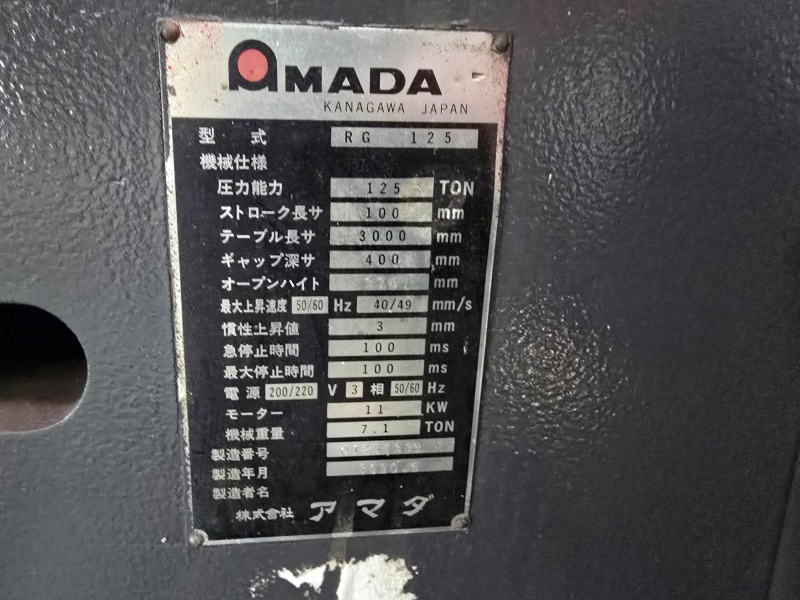 AMADA
KANAGAWA JAPAN
型式 RG 125
機械仕様
圧力能力 125 TON
ストローク長サ 100 mm
テーブル長サ 3000 mm
ギャップ深サ 400 mm
オープンハイト mm
最大上昇速度 50/60 Hz 40/49 mm/s
慣性上昇値 3 mm
急停止時間 100 ms
最大停止時間 100 ms
電源 200/220 V 3 相 50/60 Hz
モーター 11 KW
機械重量 7.1 TON
製造番号
製造年月
製造者名
株式会社 アマダ